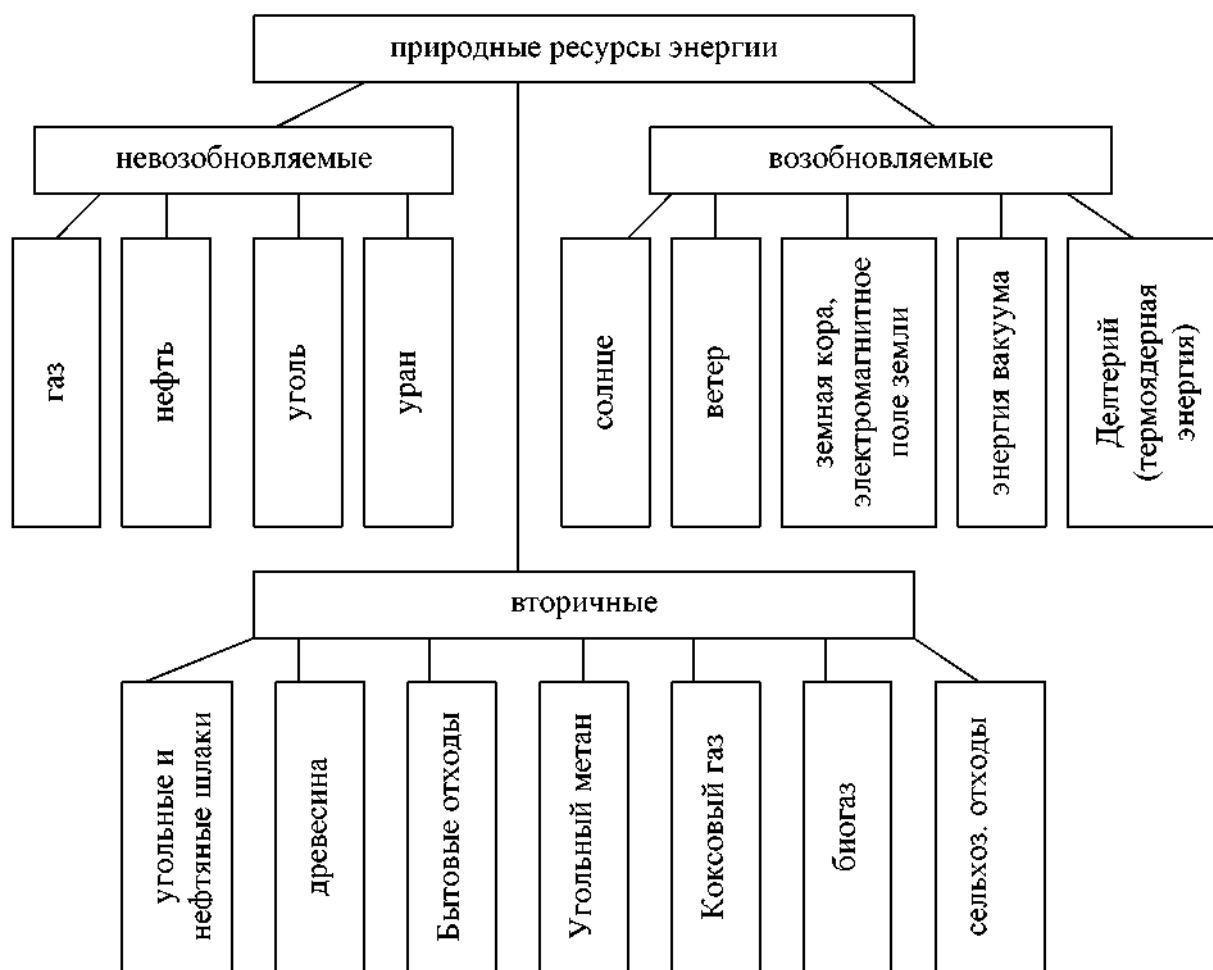 природные ресурсы энергии
невозобновляемые
возобновляемые
газ
нефть
уголь
уран
солнце
ветер
земная кора,
электромагнитное
поле земли
энергия вакуума
Делтерий
(термоядерная
энергия)
вторичные
угольные и
нефтяные шлаки
древесина
Бытовые отходы
Угольный метан
Коксовый газ
биогаз
сельхоз. отходы